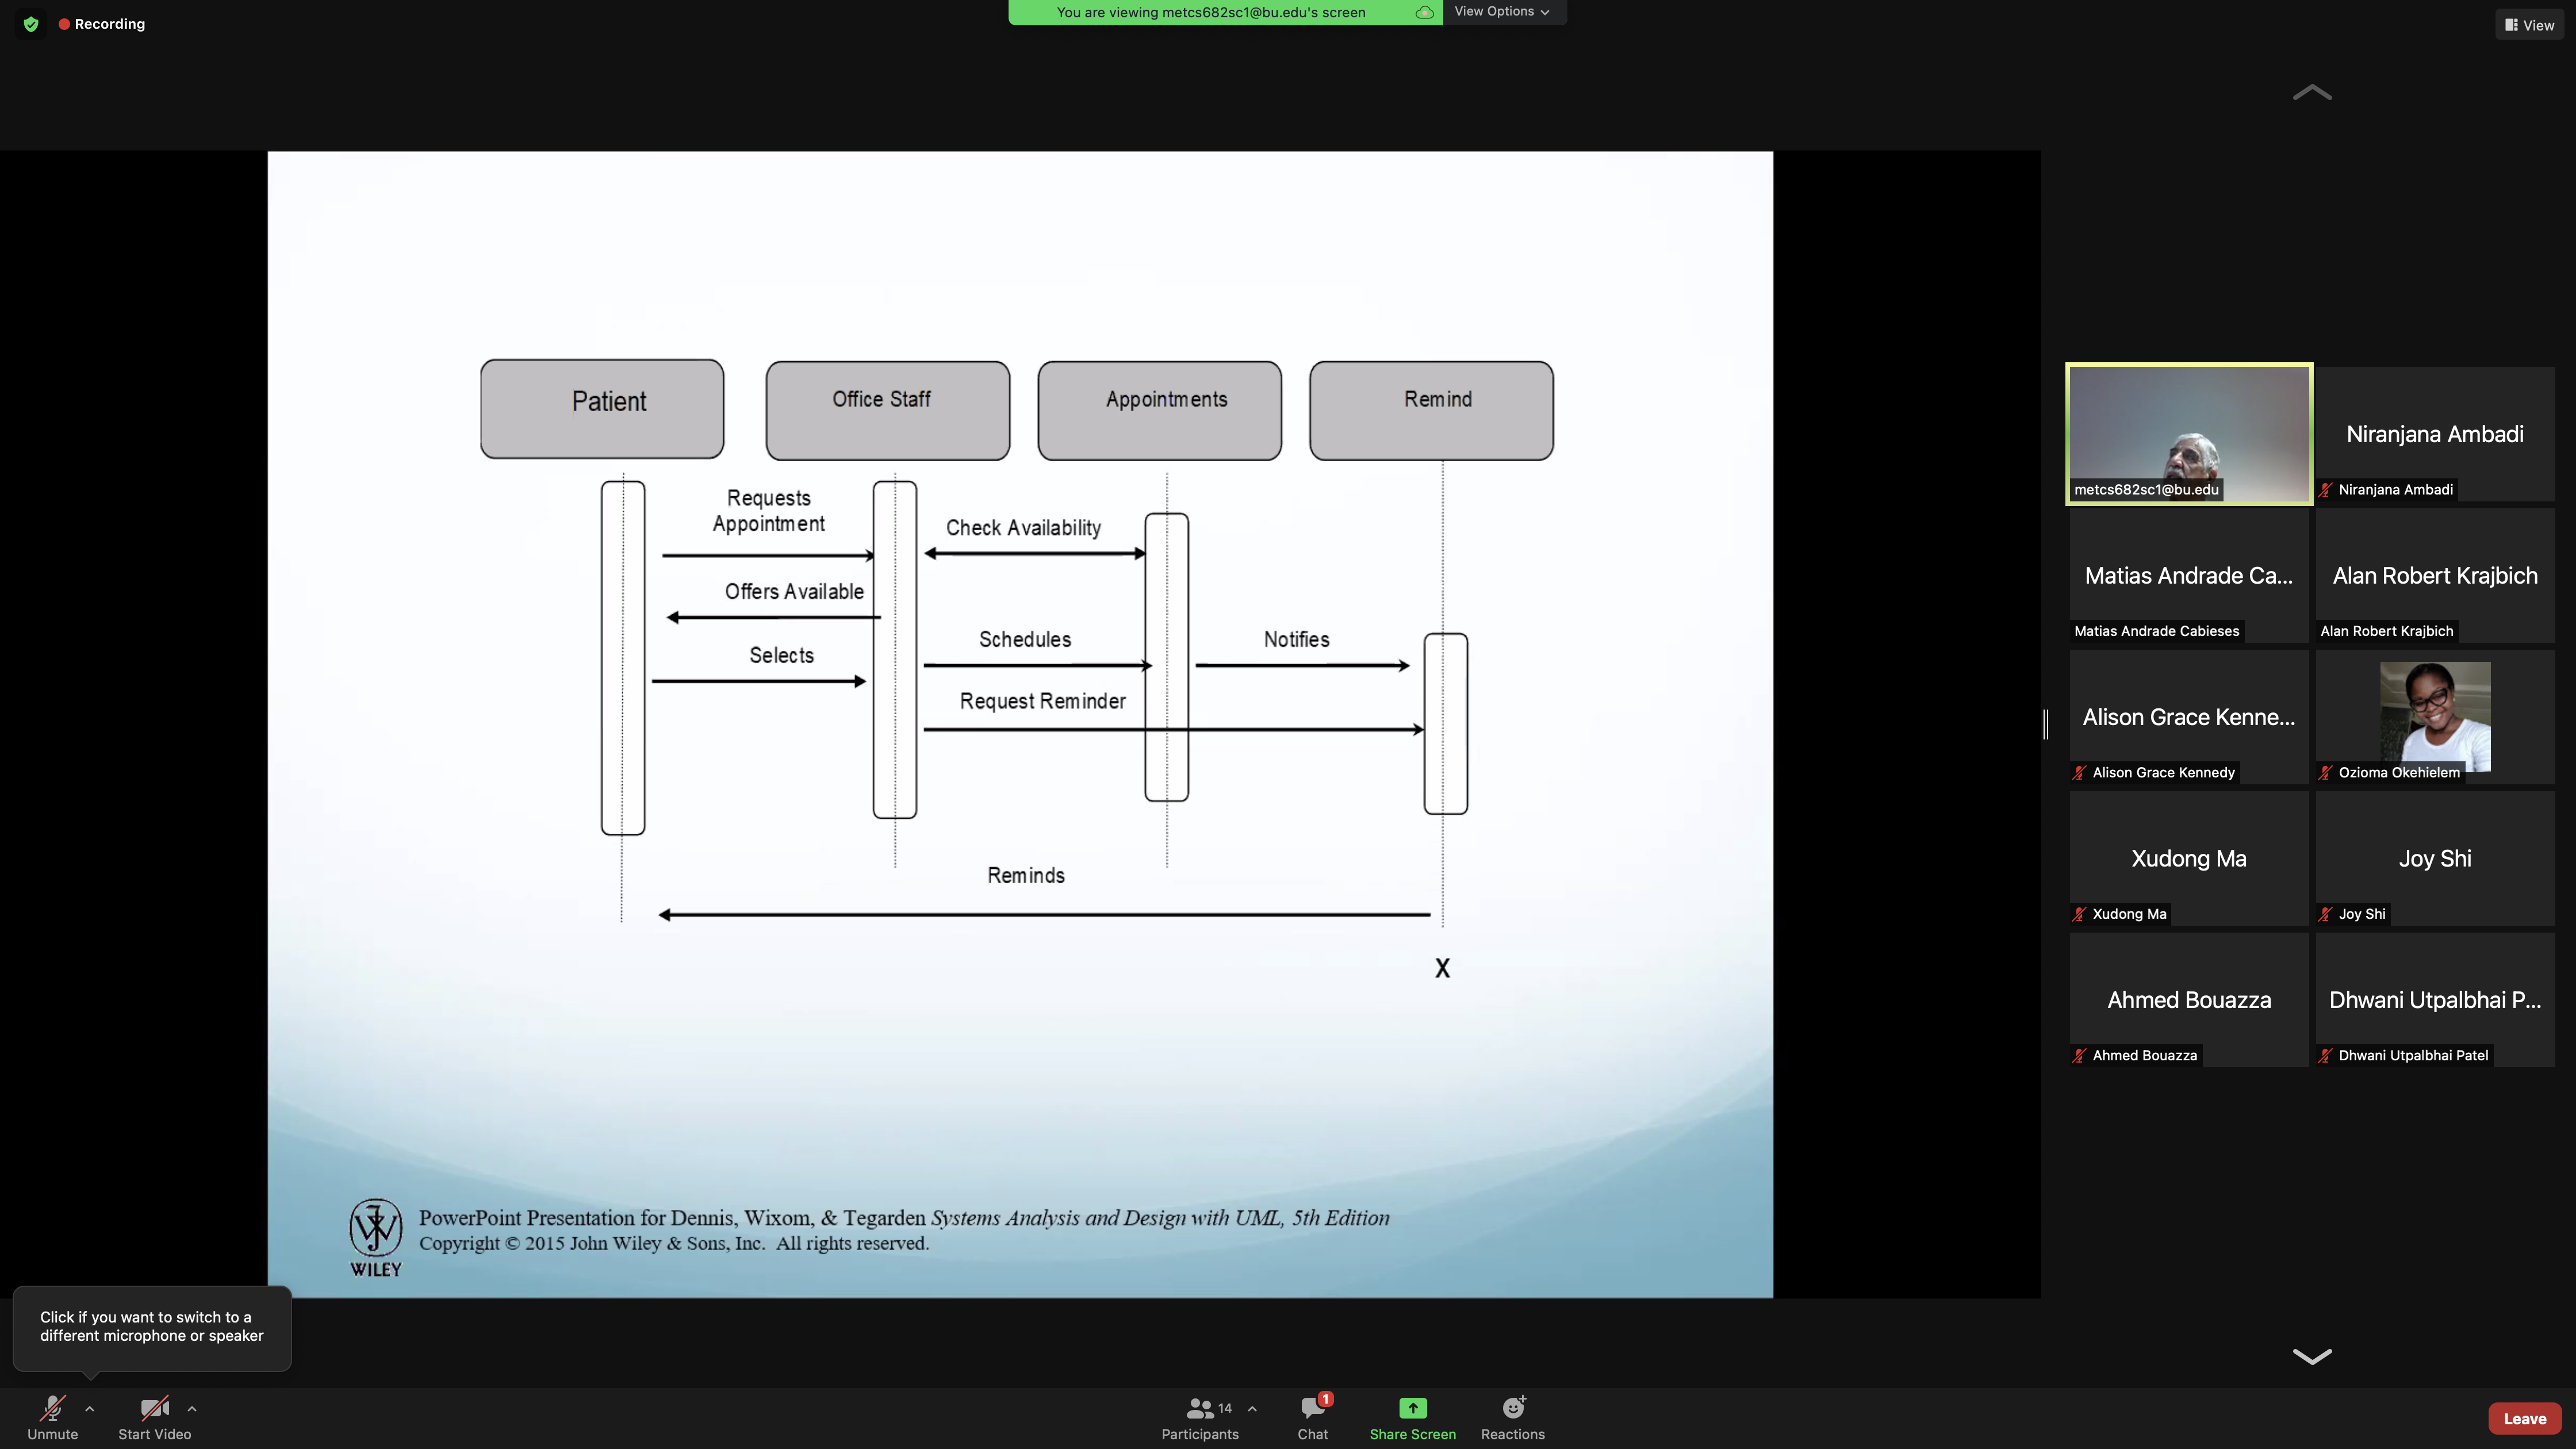 Recording
You are viewing metcs682sc1@bu.edu's screen
View Options
View
Patient
Office Staff
Appointments
Remind
Requests
Appointment
Check Availability
Offers Available
Schedules
Notifies
Selects
Request Reminder
Reminds
X
WILEY
PowerPoint Presentation for Dennis, Wixom, & Tegarden Systems Analysis and Design with UML, 5th Edition
Copyright © 2015 John Wiley & Sons, Inc. All rights reserved.
metcs682sc1@bu.edu
Niranjana Ambadi
Niranjana Ambadi
Matias Andrade Ca...
Matias Andrade Cabieses
Alan Robert Krajbich
Alan Robert Krajbich
Alison Grace Kenne...
Alison Grace Kennedy
Ozioma Okehielem
Xudong Ma
Xudong Ma
Joy Shi
Joy Shi
Ahmed Bouazza
Ahmed Bouazza
Dhwani Utpalbhai P...
Dhwani Utpalbhai Patel
Click if you want to switch to a
different microphone or speaker
Unmute
Start Video
14
Participants
1
Chat
Share Screen
Reactions
Leave